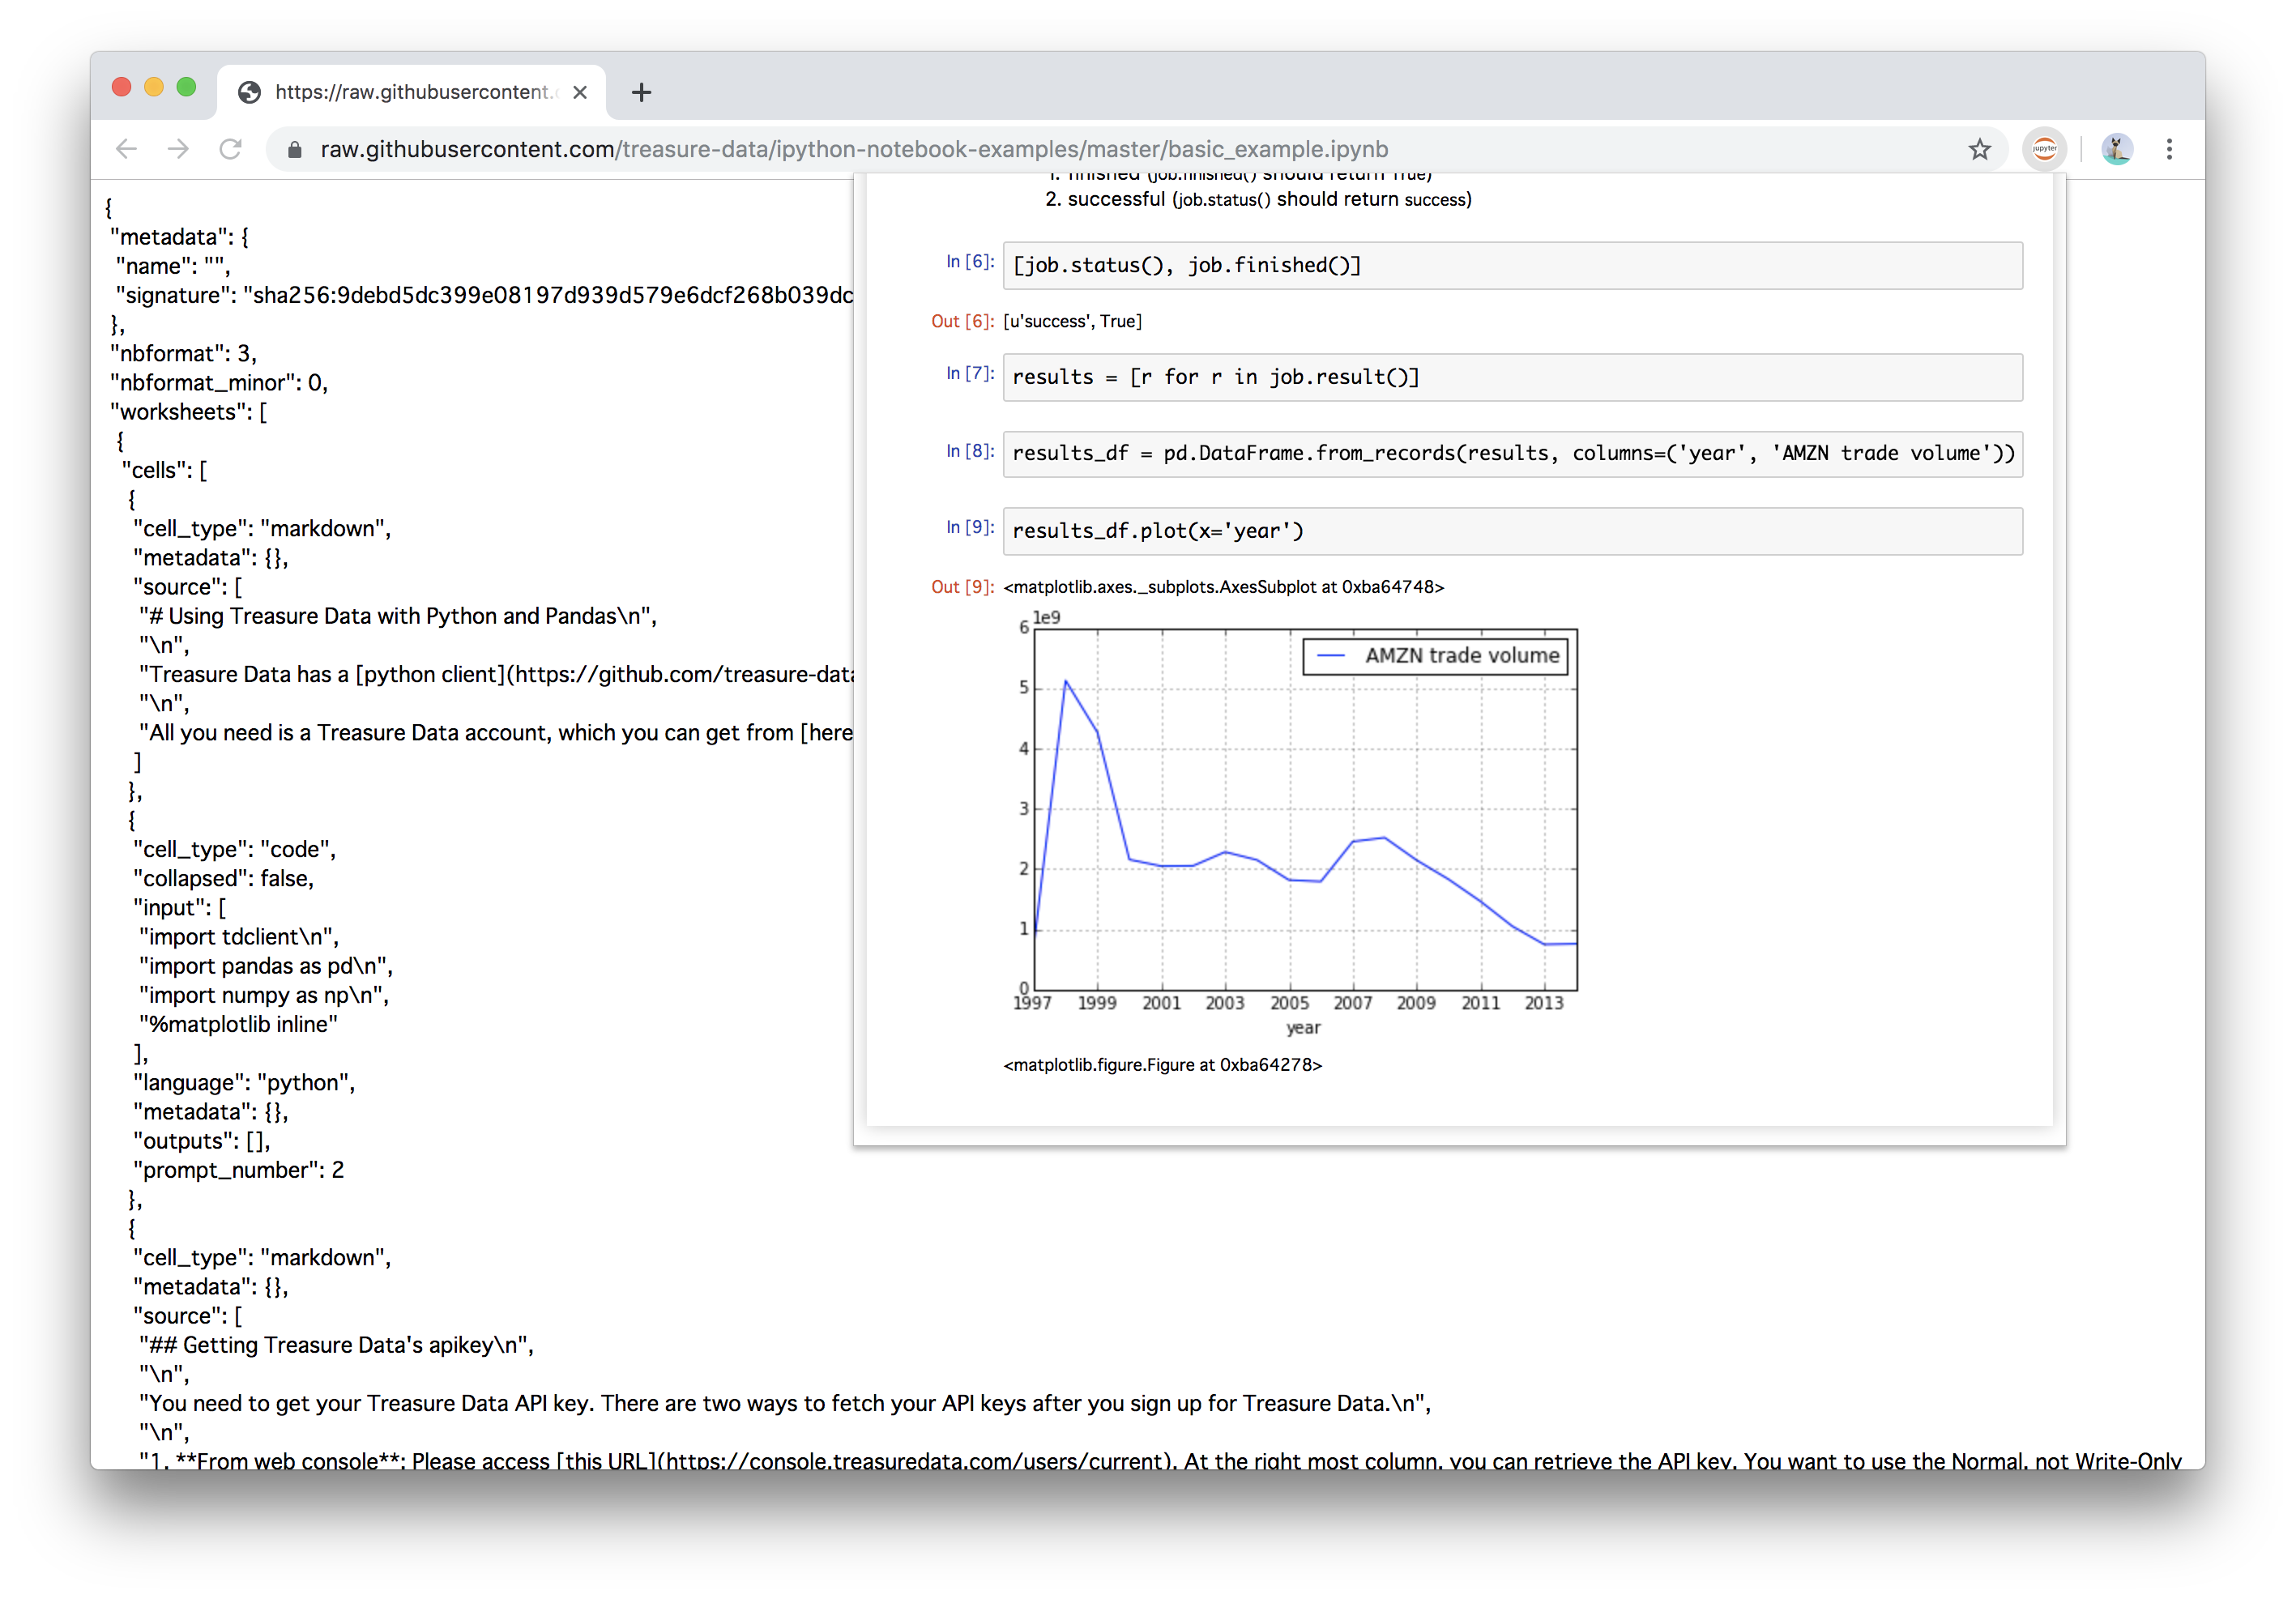 https://raw.githubusercontent.
raw.githubusercontent.com/treasure-data/ipython-notebook-examples/master/basic_example.ipynb
jupyter
{
"metadata": {
"name": "",
"signature": "sha256:9debd5dc399e08197d939d579e6dcf268b039dc
},
"nbformat": 3,
"nbformat_minor": 0,
"worksheets": [
{
"cells": [
{
"cell_type": "markdown",
"metadata": {},
"source": [
"# Using Treasure Data with Python and Pandas\n",
"\n",
"Treasure Data has a [python client](https://github.com/treasure-data
"\n",
"All you need is a Treasure Data account, which you can get from [here
]
},
{
"cell_type": "code",
"collapsed": false,
"input": [
"import tdclient\n",
"import pandas as pd\n",
"import numpy as np\n",
"%matplotlib inline"
],
"language": "python",
"metadata": {},
"outputs": [],
"prompt_number": 2
},
{
"cell_type": "markdown",
"metadata": {},
"source": [
"## Getting Treasure Data's apikey\n",
"\n",
"You need to get your Treasure Data API key. There are two ways to fetch your API keys after you sign up for Treasure Data.\n",
"\n",
"1. **From web console**: Please access [this URL](https://console.treasuredata.com/users/current). At the right most column, you can retrieve the API key. You want to use the Normal, not Write-Only
1. finished (job.finished() should return True)
2. successful (job.status() should return success)
In [6]: [job.status(), job.finished()]
Out [6]: [u'success', True]
In [7]: results = [r for r in job.result()]
In [8]: results_df = pd.DataFrame.from_records(results, columns=('year', 'AMZN trade volume'))
In [9]: results_df.plot(x='year')
Out [9]: <matplotlib.axes._subplots.AxesSubplot at 0xba64748>
1e9
AMZN trade volume
6
5
4
3
2
1
0
1997 1999 2001 2003 2005 2007 2009 2011 2013
year
<matplotlib.figure.Figure at 0xba64278>